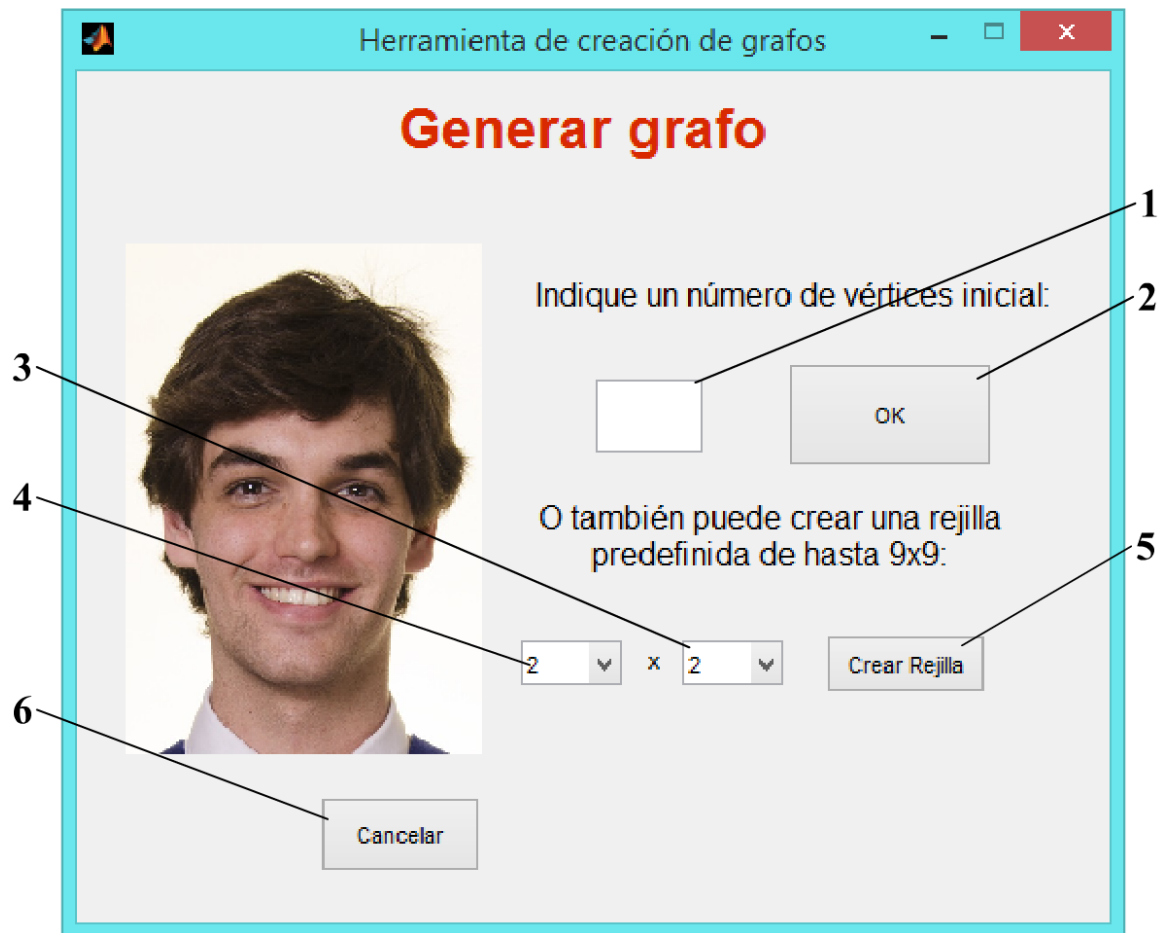 Herramienta de creación de grafos
Generar grafo
1
Indique un número de vértices inicial:
2
3
OK
4
O también puede crear una rejilla
predefinida de hasta 9x9:
5
2 x 2 Crear Rejilla
6
Cancelar